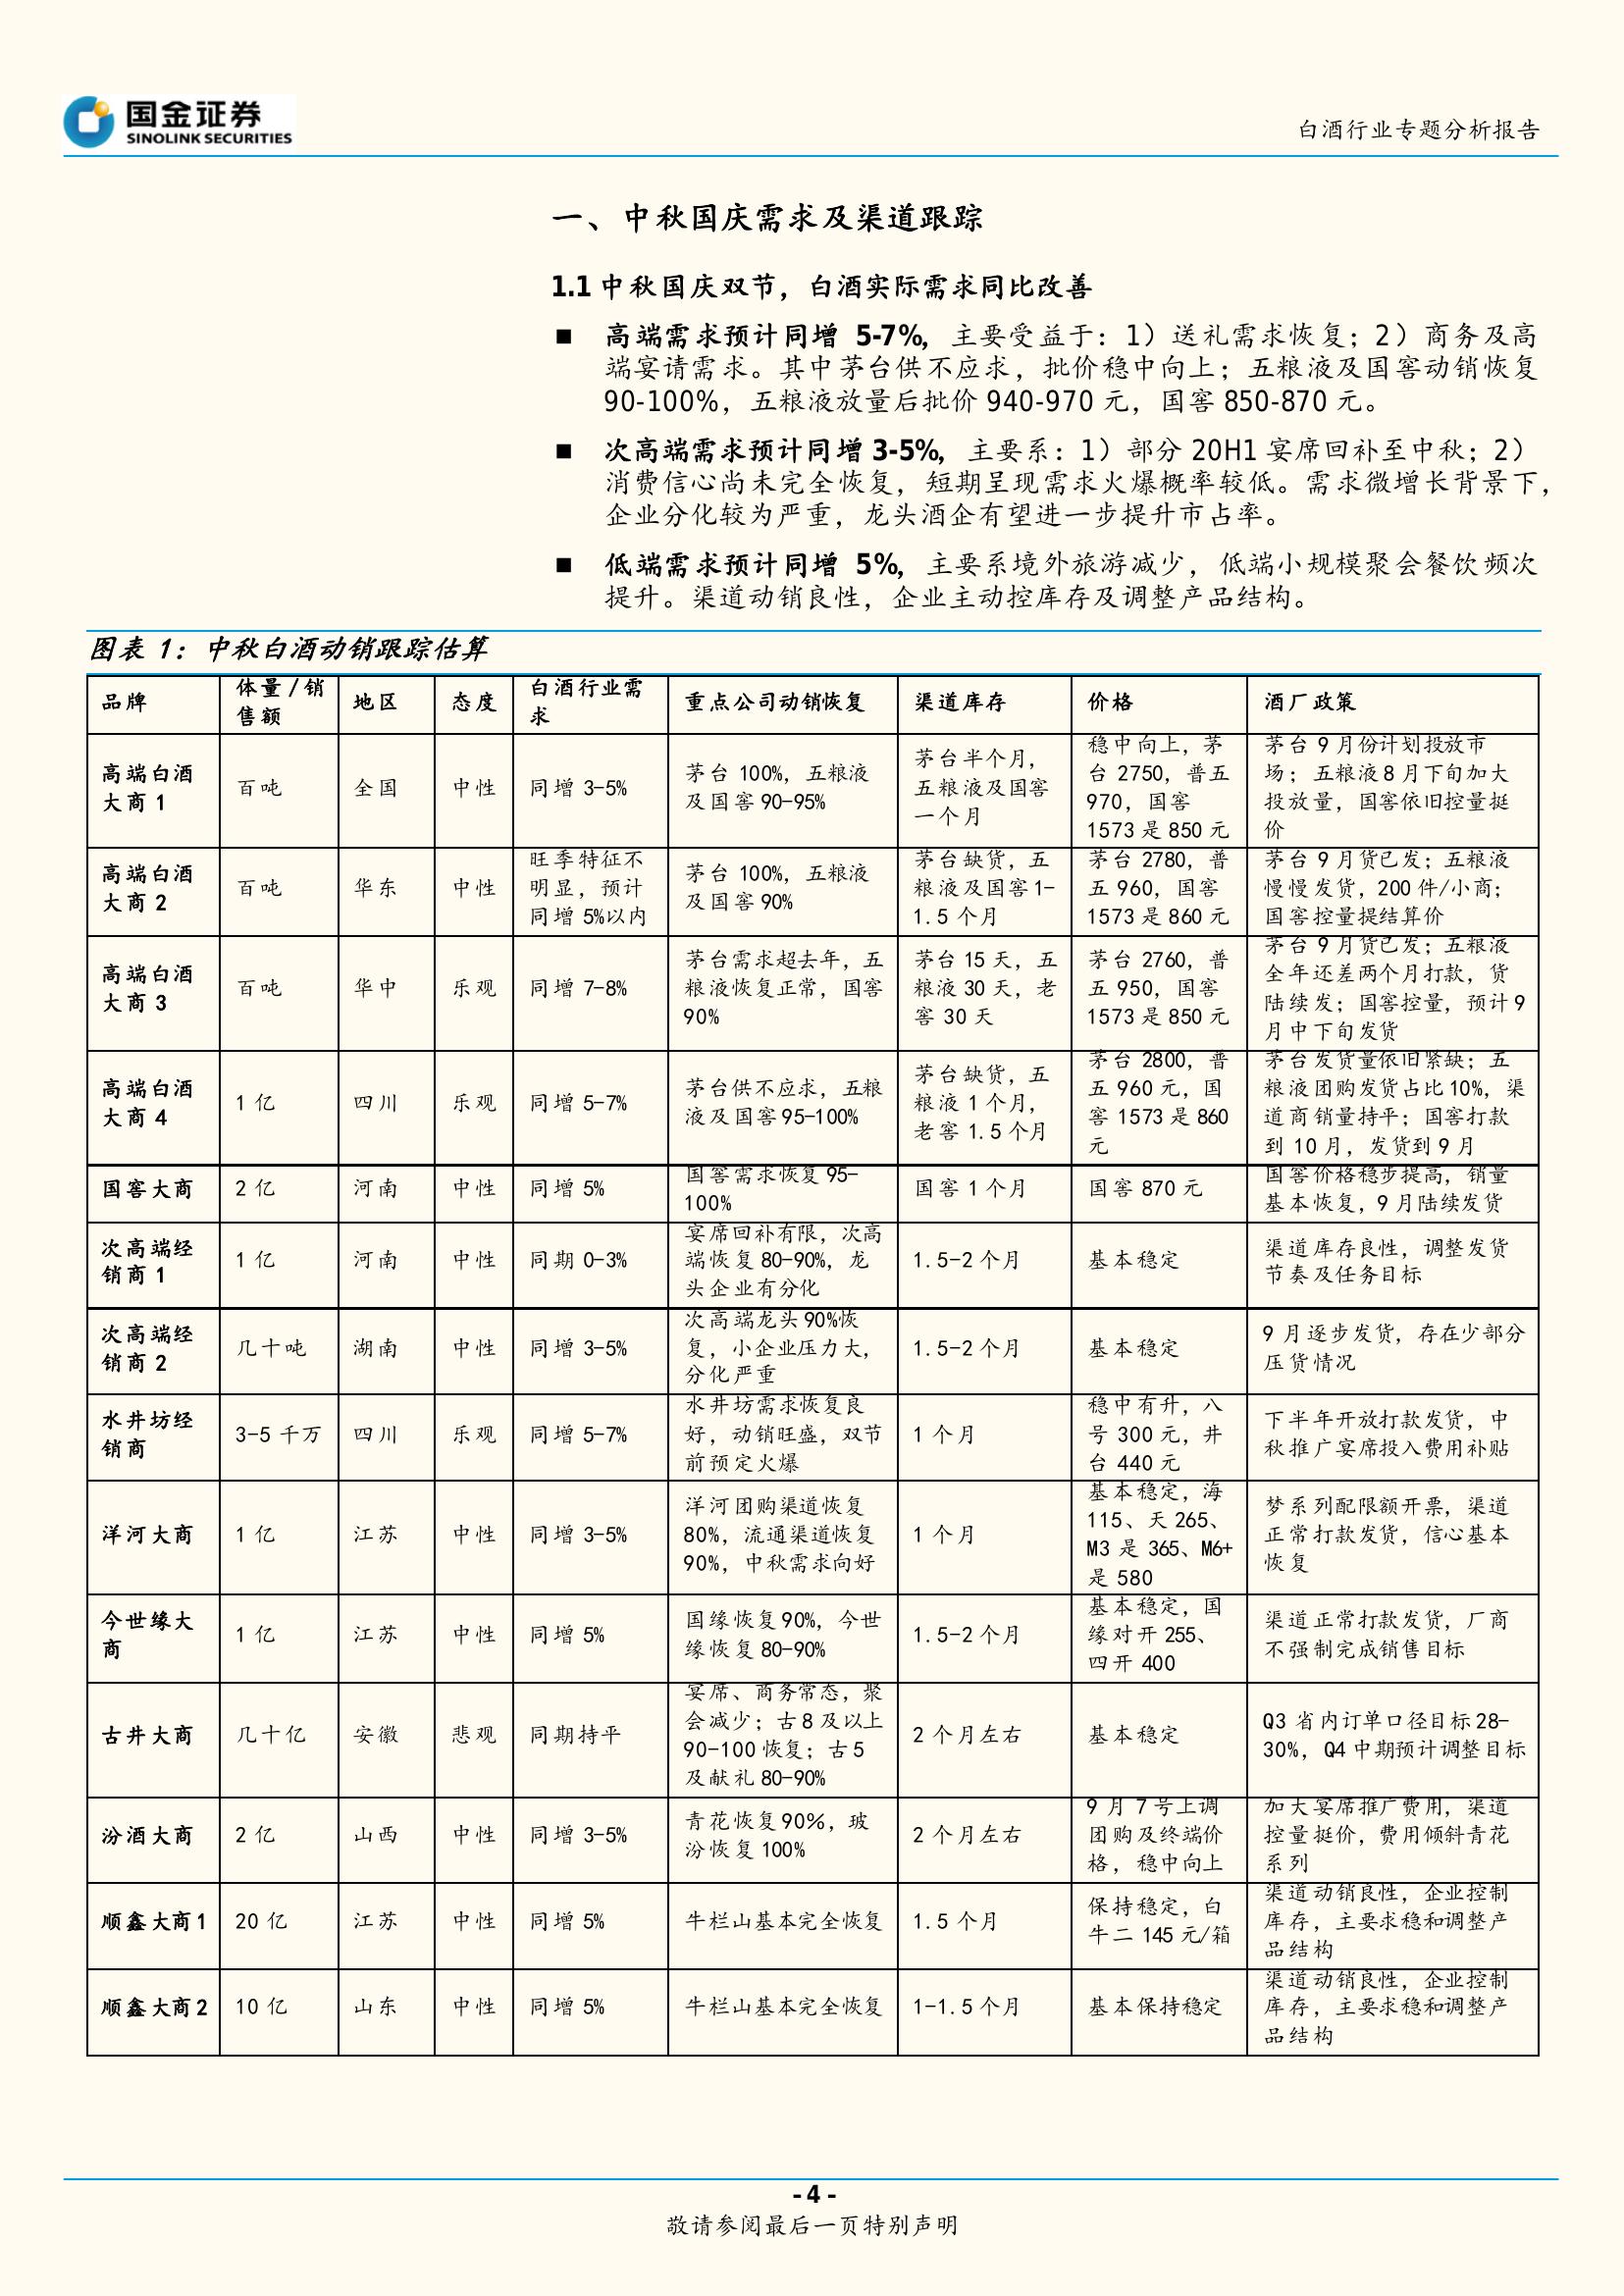 国金证券
SINOLINK SECURITIES
白酒行业专题分析报告
一、中秋国庆需求及渠道跟踪
1.1 中秋国庆双节，白酒实际需求同比改善
■ 高端需求预计同增 5-7%，主要受益于：1）送礼需求恢复；2）商务及高
端宴请需求。其中茅台供不应求，批价稳中向上；五粮液及国窖动销恢复
90-100%，五粮液放量后批价 940-970 元，国窖 850-870 元。
■ 次高端需求预计同增 3-5%，主要系：1）部分 20H1 宴席回补至中秋；2）
消费信心尚未完全恢复，短期呈现需求火爆概率较低。需求微增长背景下，
企业分化较为严重，龙头酒企有望进一步提升市占率。
■ 低端需求预计同增 5%，主要系境外旅游减少，低端小规模聚会餐饮频次
提升。渠道动销良性，企业主动控库存及调整产品结构。
图表 1：中秋白酒动销跟踪估算
品牌
体量/销
售额
地区
态度
白酒行业需
求
重点公司动销恢复
渠道库存
价格
酒厂政策
高端白酒
大商 1
百吨
全国
中性
同增 3-5%
茅台 100%，五粮液
及国窖 90-95%
茅台半个月，
五粮液及国窖
一个月
稳中向上，茅
台 2750，普五
970，国窖
1573 是 850 元
茅台 9 月份计划投放市
场；五粮液 8 月下旬加大
投放量，国窖依旧控量挺
价
高端白酒
大商 2
百吨
华东
中性
旺季特征不
明显，预计
同增 5%以内
茅台 100%，五粮液
及国窖 90%
茅台缺货，五
粮液及国窖 1-
1.5 个月
茅台 2780，普
五 960，国窖
1573 是 860 元
茅台 9 月货已发；五粮液
慢慢发货，200 件/小商；
国窖控量提结算价
高端白酒
大商 3
百吨
华中
乐观
同增 7-8%
茅台需求超去年，五
粮液恢复正常，国窖
90%
茅台 15 天，五
粮液 30 天，老
窖 30 天
茅台 2760，普
五 950，国窖
1573 是 850 元
茅台 9 月货已发；五粮液
全年还差两个月打款，货
陆续发；国窖控量，预计 9
月中下旬发货
高端白酒
大商 4
1 亿
四川
乐观
同增 5-7%
茅台供不应求，五粮
液及国窖 95-100%
茅台缺货，五
粮液 1 个月，
老窖 1.5 个月
茅台 2800，普
五 960 元，国
窖 1573 是 860
元
茅台发货量依旧紧缺；五
粮液团购发货占比 10%，渠
道商销量持平；国窖打款
到 10 月，发货到 9 月
国窖大商
2 亿
河南
中性
同增 5%
国窖需求恢复 95-
100%
国窖 1 个月
国窖 870 元
国窖价格稳步提高，销量
基本恢复，9 月陆续发货
次高端经
销商 1
1 亿
河南
中性
同期 0-3%
宴席回补有限，次高
端恢复 80-90%，龙
头企业有分化
1.5-2 个月
基本稳定
渠道库存良性，调整发货
节奏及任务目标
次高端经
销商 2
几十吨
湖南
中性
同增 3-5%
次高端龙头 90%恢
复，小企业压力大，
分化严重
1.5-2 个月
基本稳定
9 月逐步发货，存在少部分
压货情况
水井坊经
销商
3-5 千万
四川
乐观
同增 5-7%
水井坊需求恢复良
好，动销旺盛，双节
前预定火爆
1 个月
稳中有升，八
号 300 元，井
台 440 元
下半年开放打款发货，中
秋推广宴席投入费用补贴
洋河大商
1 亿
江苏
中性
同增 3-5%
洋河团购渠道恢复
80%，流通渠道恢复
90%，中秋需求向好
1 个月
基本稳定，海
115、天 265、
M3 是 365、M6+
是 580
梦系列配限额开票，渠道
正常打款发货，信心基本
恢复
今世缘大
商
1 亿
江苏
中性
同增 5%
国缘恢复 90%，今世
缘恢复 80-90%
1.5-2 个月
基本稳定，国
缘对开 255、
四开 400
渠道正常打款发货，厂商
不强制完成销售目标
古井大商
几十亿
安徽
悲观
同期持平
宴席、商务常态，聚
会减少；古 8 及以上
90-100 恢复；古 5
及献礼 80-90%
2 个月左右
基本稳定
Q3 省内订单口径目标 28-
30%，Q4 中期预计调整目标
汾酒大商
2 亿
山西
中性
同增 3-5%
青花恢复 90%，玻
汾恢复 100%
2 个月左右
9 月 7 号上调
团购及终端价
格，稳中向上
加大宴席推广费用，渠道
控量挺价，费用倾斜青花
系列
顺鑫大商 1
20 亿
江苏
中性
同增 5%
牛栏山基本完全恢复
1.5 个月
保持稳定，白
牛二 145 元/箱
渠道动销良性，企业控制
库存，主要求稳和调整产
品结构
顺鑫大商 2
10 亿
山东
中性
同增 5%
牛栏山基本完全恢复
1-1.5 个月
基本保持稳定
渠道动销良性，企业控制
库存，主要求稳和调整产
品结构
- 4 -
敬请参阅最后一页特别声明